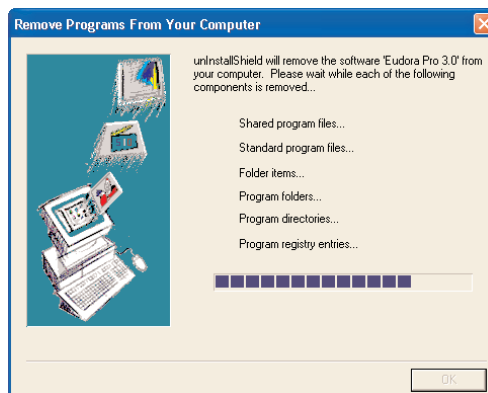 Remove Programs From Your Computer
unInstallShield will remove the software 'Eudora Pro 3.0' from
your computer. Please wait while each of the following
components is removed...
Shared program files...
Standard program files...
Folder items...
Program folders...
Program directories...
Program registry entries...
OK